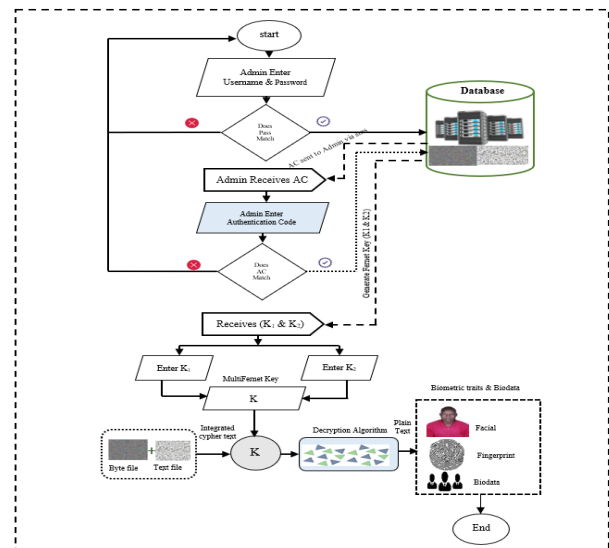 start
Admin Enter
Username & Password
Database
Does
Pass
Match
AC sent to Admin via sms
Admin Receives AC
Admin Enter
Authentication Code
Generate Fernet Key (K1 & K2)
Does
AC
Match
Receives (K₁ & K₂)
Enter K₁
Enter K₂
MultiFernet Key
K
Biometric traits & Biodata
Integrated
cypher text
Decryption Algorithm
Plain
Text
Facial
Byte file
+
Text file
K
Fingerprint
Biodata
End